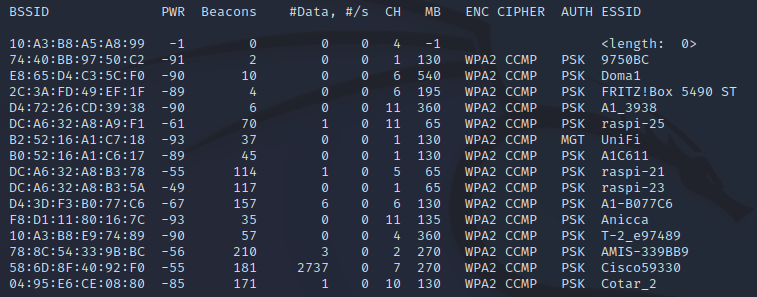 BSSID PWR Beacons #Data, #/s CH MB ENC CIPHER AUTH ESSID
10:A3:B8:A5:A8:99 -1 0 0 0 4 -1 <length: 0>
74:40:BB:97:50:C2 -91 2 0 0 1 130 WPA2 CCMP PSK 9750BC
E8:65:D4:C3:5C:F0 -90 10 0 0 6 540 WPA2 CCMP PSK Doma1
2C:3A:FD:49:EF:1F -89 4 0 0 6 195 WPA2 CCMP PSK FRITZ!Box 5490 ST
D4:72:26:CD:39:38 -90 6 0 0 11 360 WPA2 CCMP PSK A1_3938
DC:A6:32:A8:A9:F1 -61 70 1 0 11 65 WPA2 CCMP PSK raspi-25
B2:52:16:A1:C7:18 -93 37 0 0 1 130 WPA2 CCMP MGT UniFi
B0:52:16:A1:C6:17 -89 45 0 0 1 130 WPA2 CCMP PSK A1C611
DC:A6:32:A8:B3:78 -55 114 1 0 5 65 WPA2 CCMP PSK raspi-21
DC:A6:32:A8:B3:5A -49 117 0 0 1 65 WPA2 CCMP PSK raspi-23
D4:3D:F3:B0:77:C6 -67 157 6 0 6 130 WPA2 CCMP PSK A1-B077C6
F8:D1:11:80:16:7C -93 35 0 0 11 135 WPA2 CCMP PSK Anicca
10:A3:B8:E9:74:89 -90 57 0 0 4 360 WPA2 CCMP PSK T-2_e97489
78:8C:54:33:9B:BC -56 210 3 0 2 270 WPA2 CCMP PSK AMIS-339BB9
58:6D:8F:40:92:F0 -55 181 2737 0 7 270 WPA2 CCMP PSK Cisco59330
04:95:E6:CE:08:80 -85 171 1 0 10 130 WPA2 CCMP PSK Cotar_2